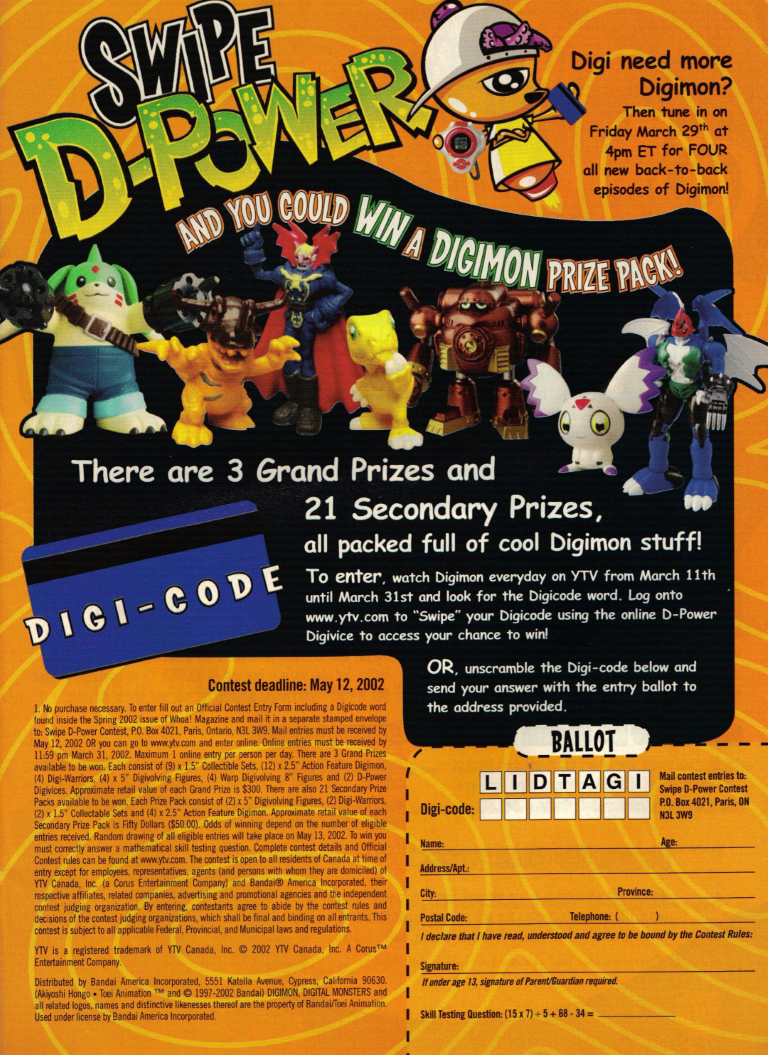 SWIPE
D-POWER
AND YOU COULD WIN A DIGIMON PRIZE PACK!
Digi need more
Digimon?
Then tune in on
Friday March 29th at
4pm ET for FOUR
all new back-to-back
episodes of Digimon!
There are 3 Grand Prizes and
21 Secondary Prizes,
all packed full of cool Digimon stuff!
DIGI-CODE
To enter, watch Digimon everyday on YTV from March 11th
until March 31st and look for the Digicode word. Log onto
www.ytv.com to “Swipe” your Digicode using the online D-Power
Digivice to access your chance to win!
OR, unscramble the Digi-code below and
send your answer with the entry ballot to
the address provided.
Contest deadline: May 12, 2002
1. No purchase necessary. To enter fill out an Official Contest Entry Form including a Digicode word
found inside the Spring 2002 issue of Whoa! Magazine and mail it in a separate stamped envelope
to: Swipe D-Power Contest, P.O. Box 4021, Paris, Ontario, N3L 3W9. Mail entries must be received by
May 12, 2002 OR you can go to www.ytv.com and enter online. Online entries must be received by
11:59 pm March 31, 2002. Maximum 1 online entry per person per day. There are 3 Grand Prizes
available to be won. Each consist of (9) x 1.5" Collectible Sets, (12) x 2.5" Action Feature Digimon,
(4) Digi-Warriors, (4) x 5" Digivolving Figures, (4) Warp Digivolving 8" Figures and (2) D-Power
Digivices. Approximate retail value of each Grand Prize is $300. There are also 21 Secondary Prize
Packs available to be won. Each Prize Pack consist of (2) x 5" Digivolving Figures, (2) Digi-Warriors,
(2) x 1.5" Collectable Sets and (4) x 2.5" Action Feature Digimon. Approximate retail value of each
Secondary Prize Pack is Fifty Dollars ($50.00). Odds of winning depend on the number of eligible
entries received. Random drawing of all eligible entries will take place on May 13, 2002. To win you
must correctly answer a mathematical skill testing question. Complete contest details and Official
Contest rules can be found at www.ytv.com. The contest is open to all residents of Canada at time of
entry except for employees, representatives, agents (and persons with whom they are domiciled) of
YTV Canada, Inc. (a Corus Entertainment Company) and Bandai® America Incorporated, their
respective affiliates, related companies, advertising and promotional agencies and the independent
contest judging organization. By entering, contestants agree to abide by the contest rules and
decisions of the contest judging organizations, which shall be final and binding on all entrants. This
contest is subject to all applicable Federal, Provincial, and Municipal laws and regulations.
YTV is a registered trademark of YTV Canada, Inc. © 2002 YTV Canada, Inc. A Corus™
Entertainment Company.
Distributed by Bandai America Incorporated, 5551 Katella Avenue, Cypress, California 90630.
(Akiyoshi Hongo • Toei Animation ™ and © 1997-2002 Bandai) DIGIMON, DIGITAL MONSTERS and
all related logos, names and distinctive likenesses thereof are the property of Bandai/Toei Animation.
Used under license by Bandai America Incorporated.
BALLOT
L I D T A G I
Digi-code:
Mail contest entries to:
Swipe D-Power Contest
P.O. Box 4021, Paris, ON
N3L 3W9
Name: Age:
Address/Apt.:
City: Province:
Postal Code: Telephone: ( )
I declare that I have read, understood and agree to be bound by the Contest Rules:
Signature:
If under age 13, signature of Parent/Guardian required.
Skill Testing Question: (15 x 7) ÷ 5 + 68 - 34 =